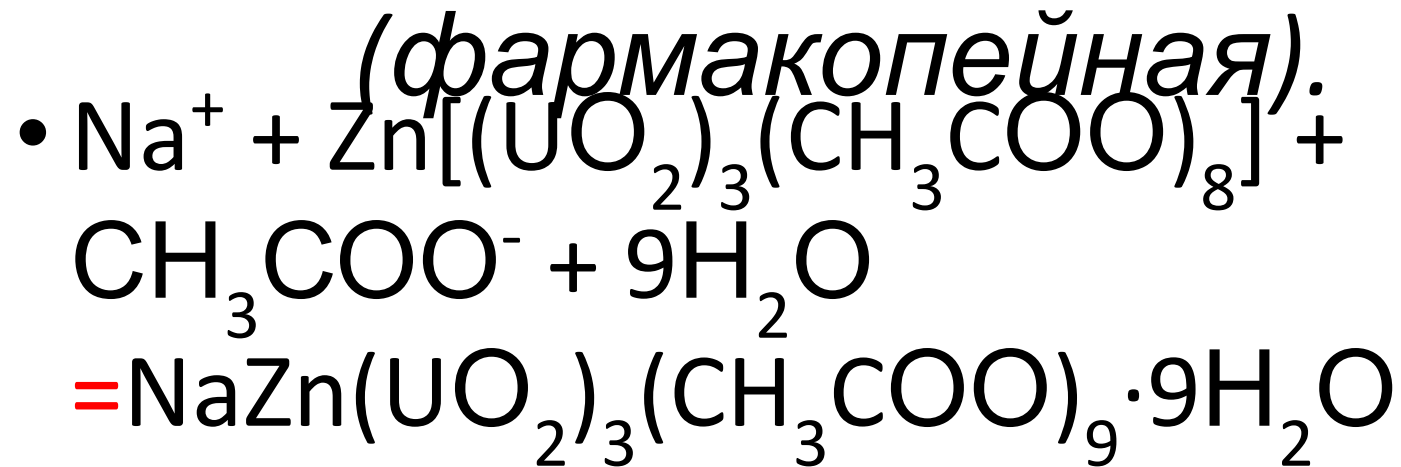 (фармакопейная).
• Na⁺ + Zn[(UO₂)₃(CH₃COO)₈] +
CH₃COO⁻ + 9H₂O
=NaZn(UO₂)₃(CH₃COO)₉·9H₂O